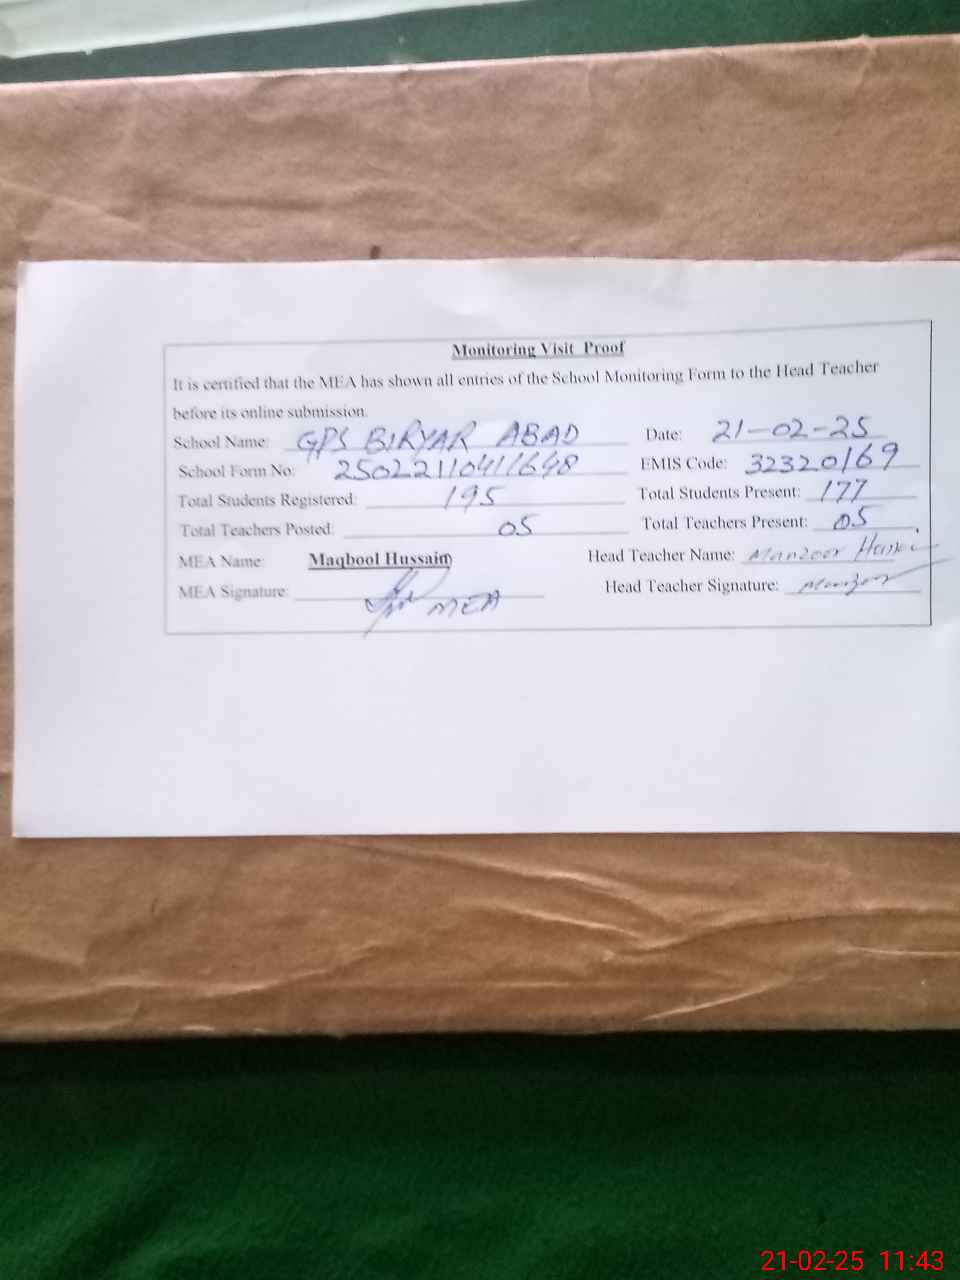 Monitoring Visit Proof
It is certified that the MEA has shown all entries of the School Monitoring Form to the Head Teacher
before its online submission.
School Name: GPS BIRYAR ABAD Date: 21-02-25
School Form No: 25022110411648 EMIS Code: 32320169
Total Students Registered: 195 Total Students Present: 177
Total Teachers Posted: 05 Total Teachers Present: 05
MEA Name: Maqbool Hussain Head Teacher Name: Manzoor
MEA Signature: MEA Head Teacher Signature: Manzoor
21-02-25 11:43